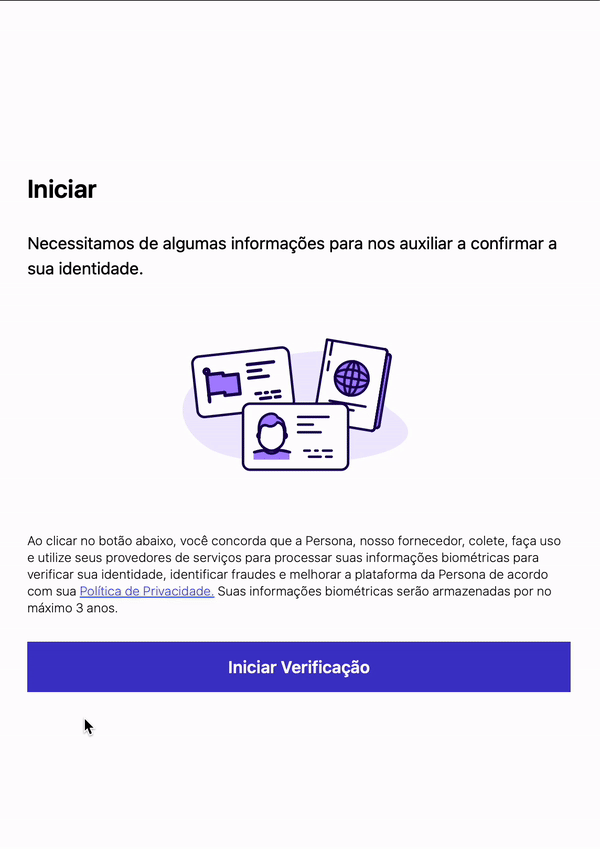 Iniciar
Necessitamos de algumas informações para nos auxiliar a confirmar a
sua identidade.
Ao clicar no botão abaixo, você concorda que a Persona, nosso fornecedor, colete, faça uso
e utilize seus provedores de serviços para processar suas informações biométricas para
verificar sua identidade, identificar fraudes e melhorar a plataforma da Persona de acordo
com sua Política de Privacidade. Suas informações biométricas serão armazenadas por no
máximo 3 anos.
Iniciar Verificação